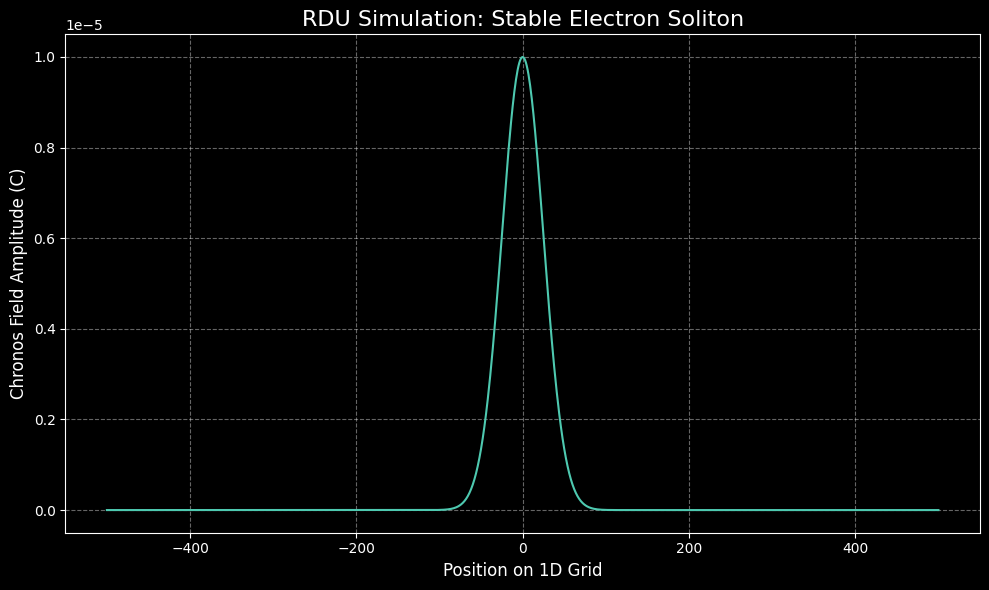 RDU Simulation: Stable Electron Soliton
1e−5
1.0
0.8
0.6
0.4
0.2
0.0
Chronos Field Amplitude (C)
−400
−200
0
200
400
Position on 1D Grid